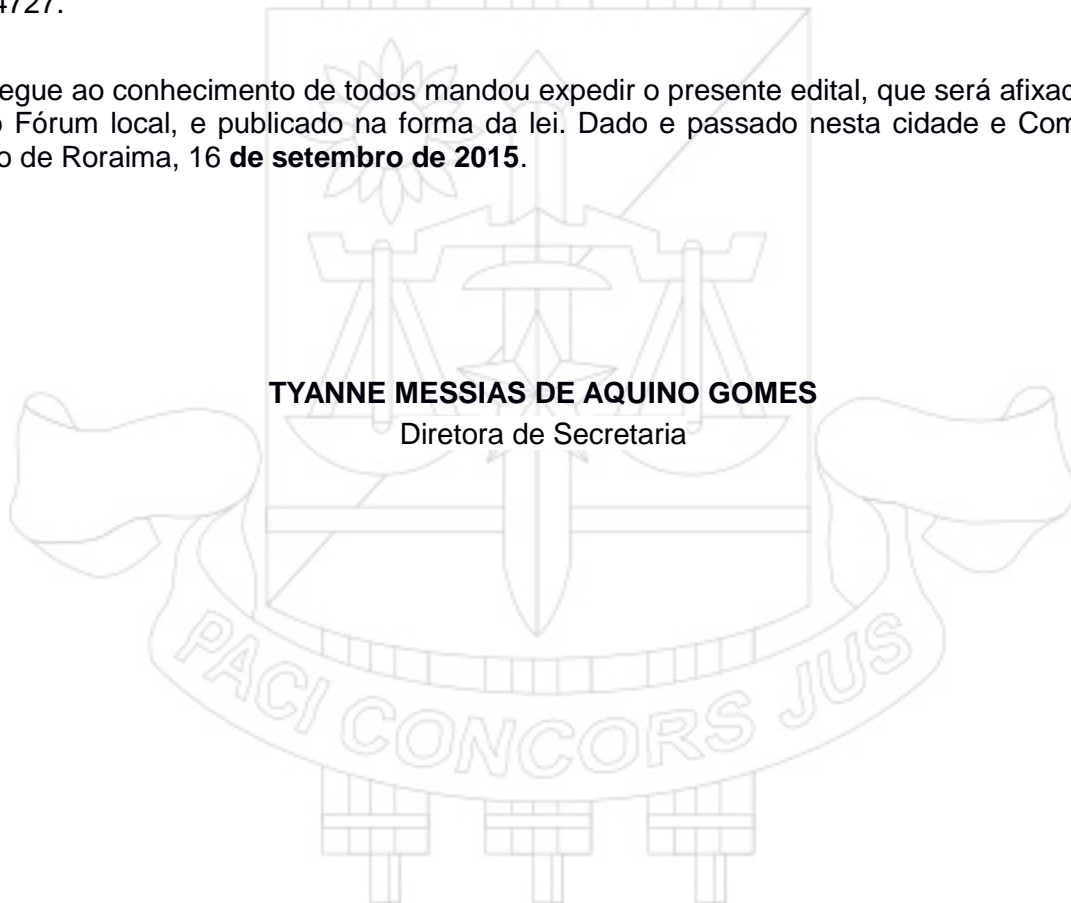 4727.
egue ao conhecimento de todos mandou expedir o presente edital, que será afixad
o Fórum local, e publicado na forma da lei. Dado e passado nesta cidade e Com
o de Roraima, 16 de setembro de 2015.
TYANNE MESSIAS DE AQUINO GOMES
Diretora de Secretaria
PACI CONCORS JUS